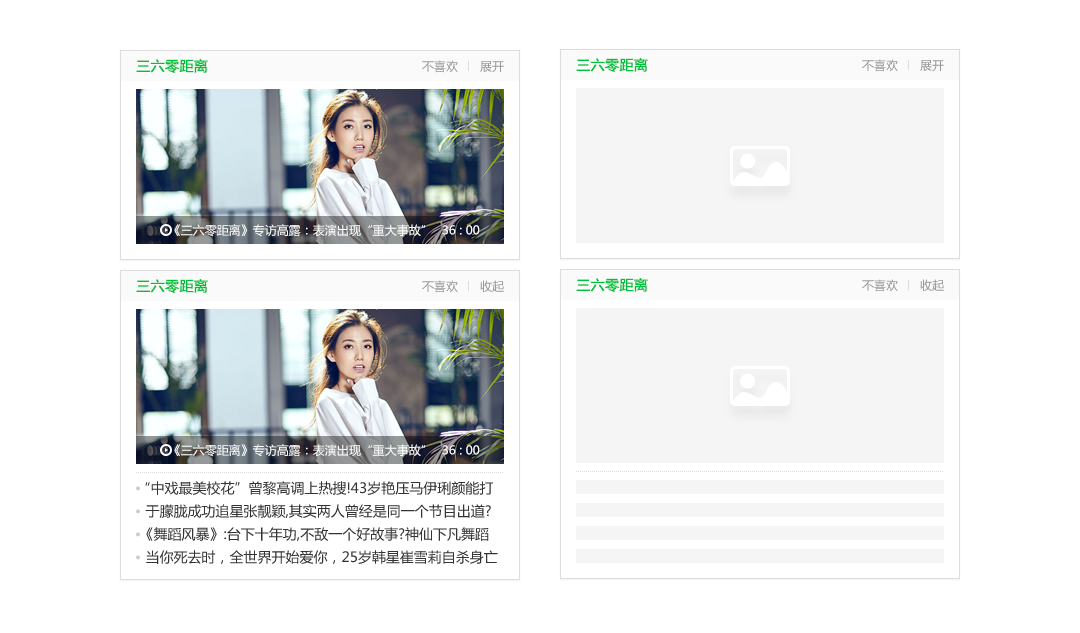 三六零距离 不喜欢 展开
《三六零距离》专访高露：表演出现“重大事故” 36 : 00
三六零距离 不喜欢 收起
《三六零距离》专访高露：表演出现“重大事故” 36 : 00
“中戏最美校花”曾黎高调上热搜!43岁艳压马伊琍颜能打
于朦胧成功追星张靓颖,其实两人曾经是同一个节目出道?
《舞蹈风暴》:台下十年功,不敌一个好故事?神仙下凡舞蹈
当你死去时，全世界开始爱你，25岁韩星崔雪莉自杀身亡
三六零距离 不喜欢 展开
三六零距离 不喜欢 收起